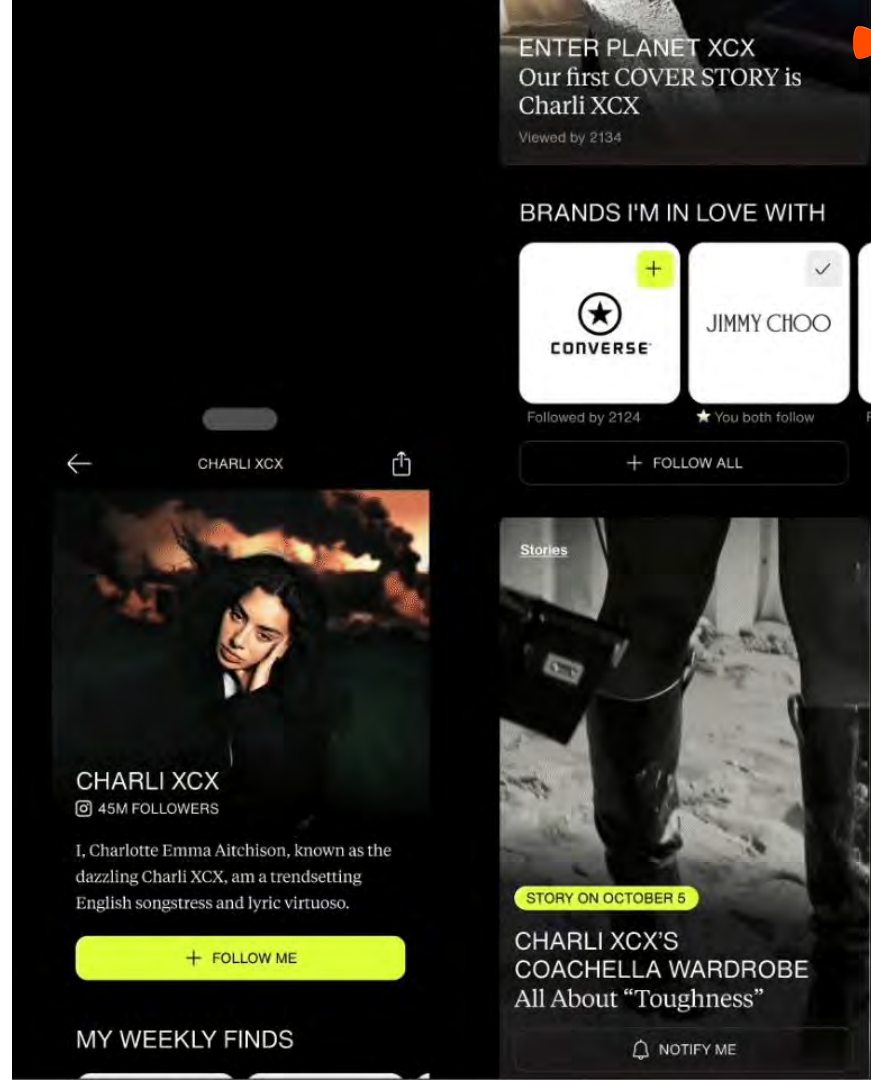 ENTER PLANET XCX
Our first COVER STORY is
Charli XCX
Viewed by 2134
BRANDS I'M IN LOVE WITH
CONVERSE
JIMMY CHOO
Followed by 2124
You both follow
F
+ FOLLOW ALL
Stories
STORY ON OCTOBER 5
CHARLI XCX’S
COACHELLA WARDROBE
All About “Toughness”
NOTIFY ME
CHARLI XCX
CHARLI XCX
45M FOLLOWERS
I, Charlotte Emma Aitchison, known as the
dazzling Charli XCX, am a trendsetting
English songstress and lyric virtuoso.
+ FOLLOW ME
MY WEEKLY FINDS